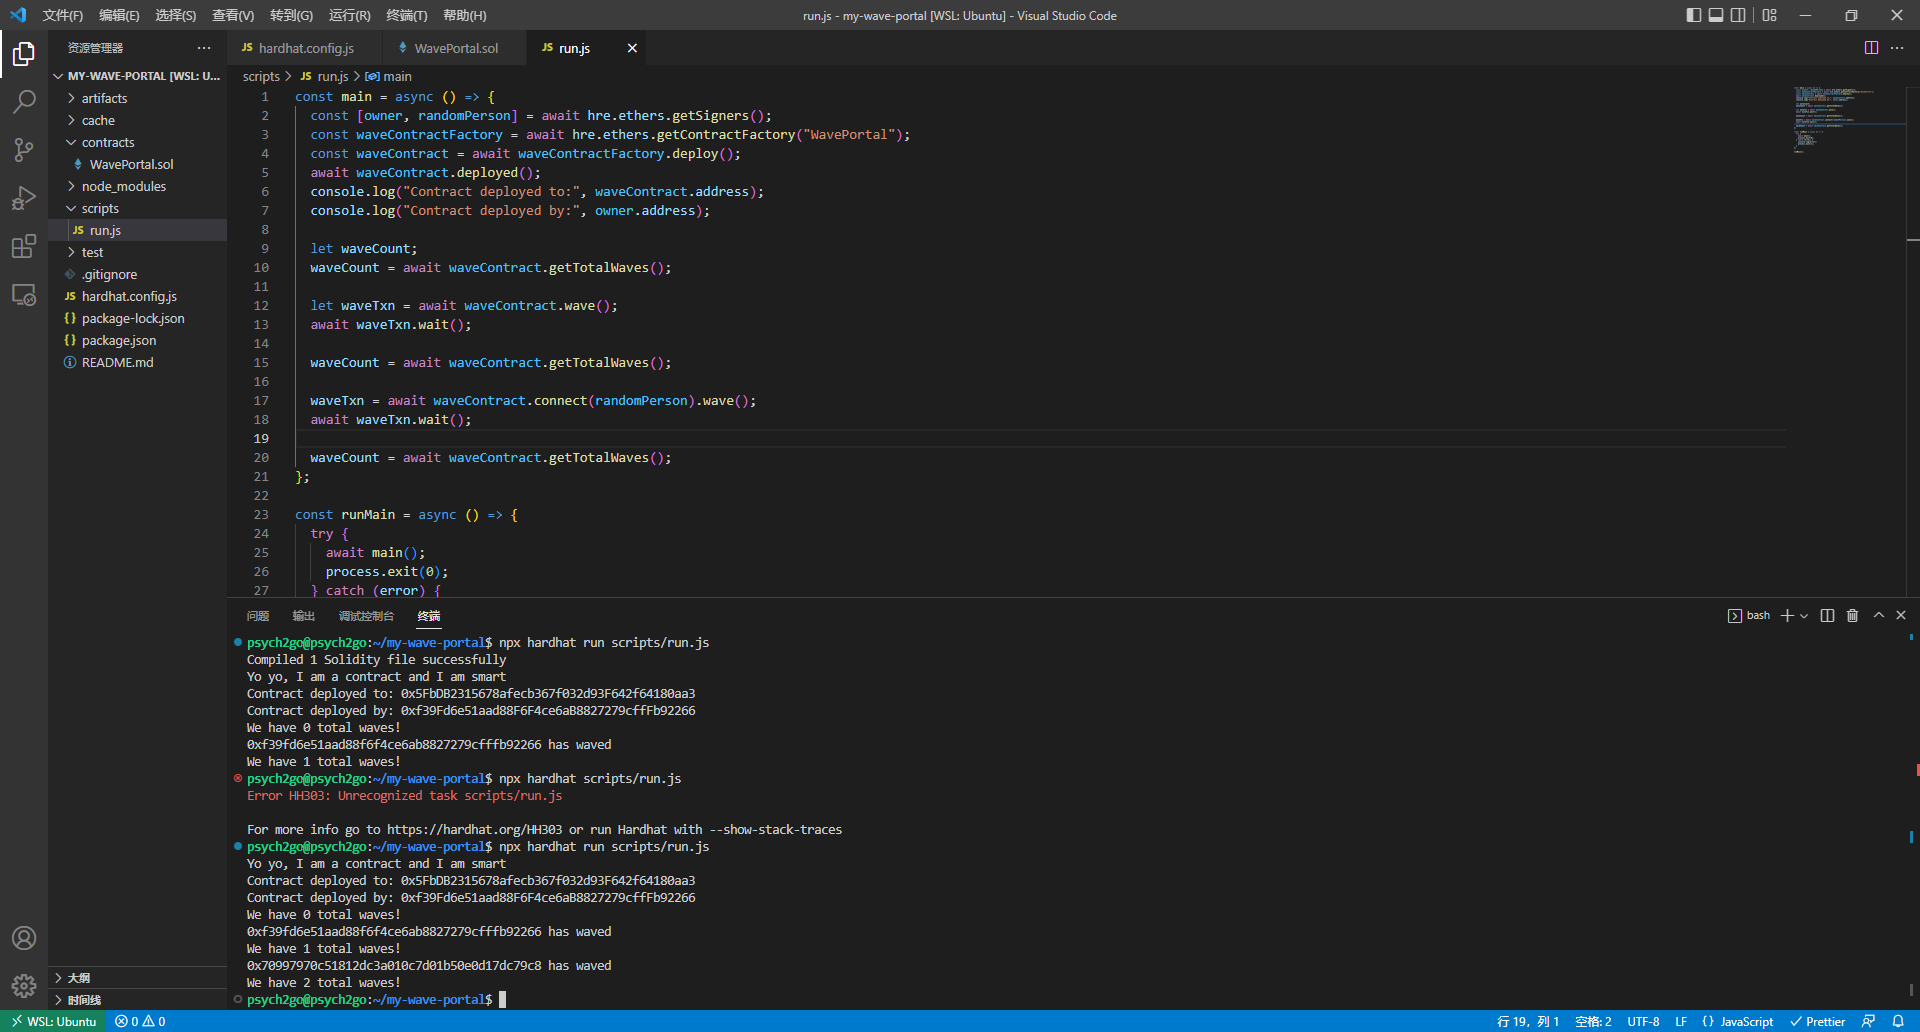 文件(F) 编辑(E) 选择(S) 查看(V) 转到(G) 运行(R) 终端(T) 帮助(H)
run.js - my-wave-portal [WSL: Ubuntu] - Visual Studio Code
资源管理器
MY-WAVE-PORTAL [WSL: U...
artifacts
cache
contracts
WavePortal.sol
node_modules
scripts
JS run.js
test
.gitignore
JS hardhat.config.js
{} package-lock.json
{} package.json
README.md
大纲
时间线
JS hardhat.config.js WavePortal.sol JS run.js
scripts > JS run.js > main
1 const main = async () => {
2 const [owner, randomPerson] = await hre.ethers.getSigners();
3 const waveContractFactory = await hre.ethers.getContractFactory("WavePortal");
4 const waveContract = await waveContractFactory.deploy();
5 await waveContract.deployed();
6 console.log("Contract deployed to:", waveContract.address);
7 console.log("Contract deployed by:", owner.address);
8
9 let waveCount;
10 waveCount = await waveContract.getTotalWaves();
11
12 let waveTxn = await waveContract.wave();
13 await waveTxn.wait();
14
15 waveCount = await waveContract.getTotalWaves();
16
17 waveTxn = await waveContract.connect(randomPerson).wave();
18 await waveTxn.wait();
19
20 waveCount = await waveContract.getTotalWaves();
21 };
22
23 const runMain = async () => {
24 try {
25 await main();
26 process.exit(0);
27 } catch (error) {
问题 输出 调试控制台 终端
bash
psych2go@psych2go:~/my-wave-portal$ npx hardhat run scripts/run.js
Compiled 1 Solidity file successfully
Yo yo, I am a contract and I am smart
Contract deployed to: 0x5FbDB2315678afecb367f032d93F642f64180aa3
Contract deployed by: 0xf39Fd6e51aad88F6F4ce6aB8827279cffFb92266
We have 0 total waves!
0xf39fd6e51aad88f6f4ce6ab8827279cfffb92266 has waved
We have 1 total waves!
psych2go@psych2go:~/my-wave-portal$ npx hardhat scripts/run.js
Error HH303: Unrecognized task scripts/run.js
For more info go to https://hardhat.org/HH303 or run Hardhat with --show-stack-traces
psych2go@psych2go:~/my-wave-portal$ npx hardhat run scripts/run.js
Yo yo, I am a contract and I am smart
Contract deployed to: 0x5FbDB2315678afecb367f032d93F642f64180aa3
Contract deployed by: 0xf39Fd6e51aad88F6F4ce6aB8827279cffFb92266
We have 0 total waves!
0xf39fd6e51aad88f6f4ce6ab8827279cfffb92266 has waved
We have 1 total waves!
0x70997970c51812dc3a010c7d01b50e0d17dc79c8 has waved
We have 2 total waves!
psych2go@psych2go:~/my-wave-portal$
WSL: Ubuntu 0 0
行 19, 列 1 空格: 2 UTF-8 LF {} JavaScript Prettier